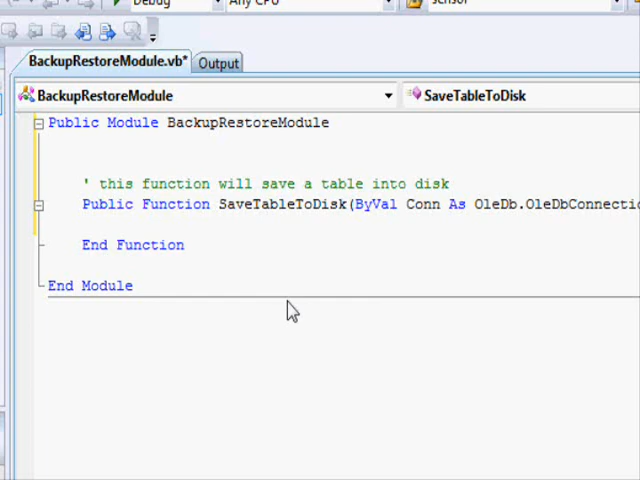 Debug Any CPU sensor
BackupRestoreModule.vb* Output
BackupRestoreModule SaveTableToDisk
Public Module BackupRestoreModule
' this function will save a table into disk
Public Function SaveTableToDisk(ByVal Conn As OleDb.OleDbConnectio
End Function
End Module